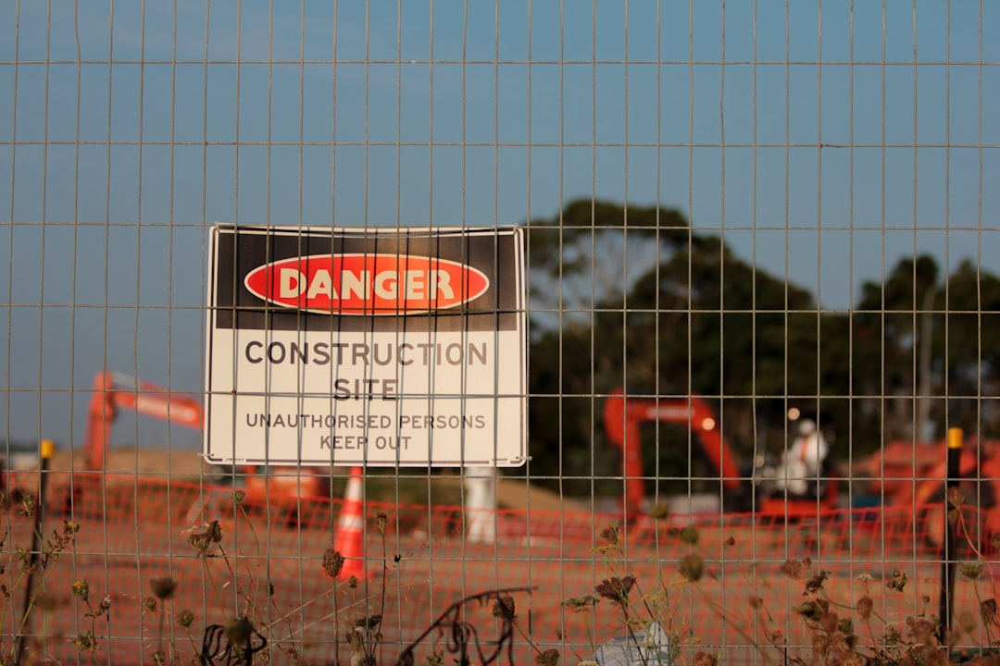 DANGER
CONSTRUCTION
SITE
UNAUTHORISED PERSONS
KEEP OUT